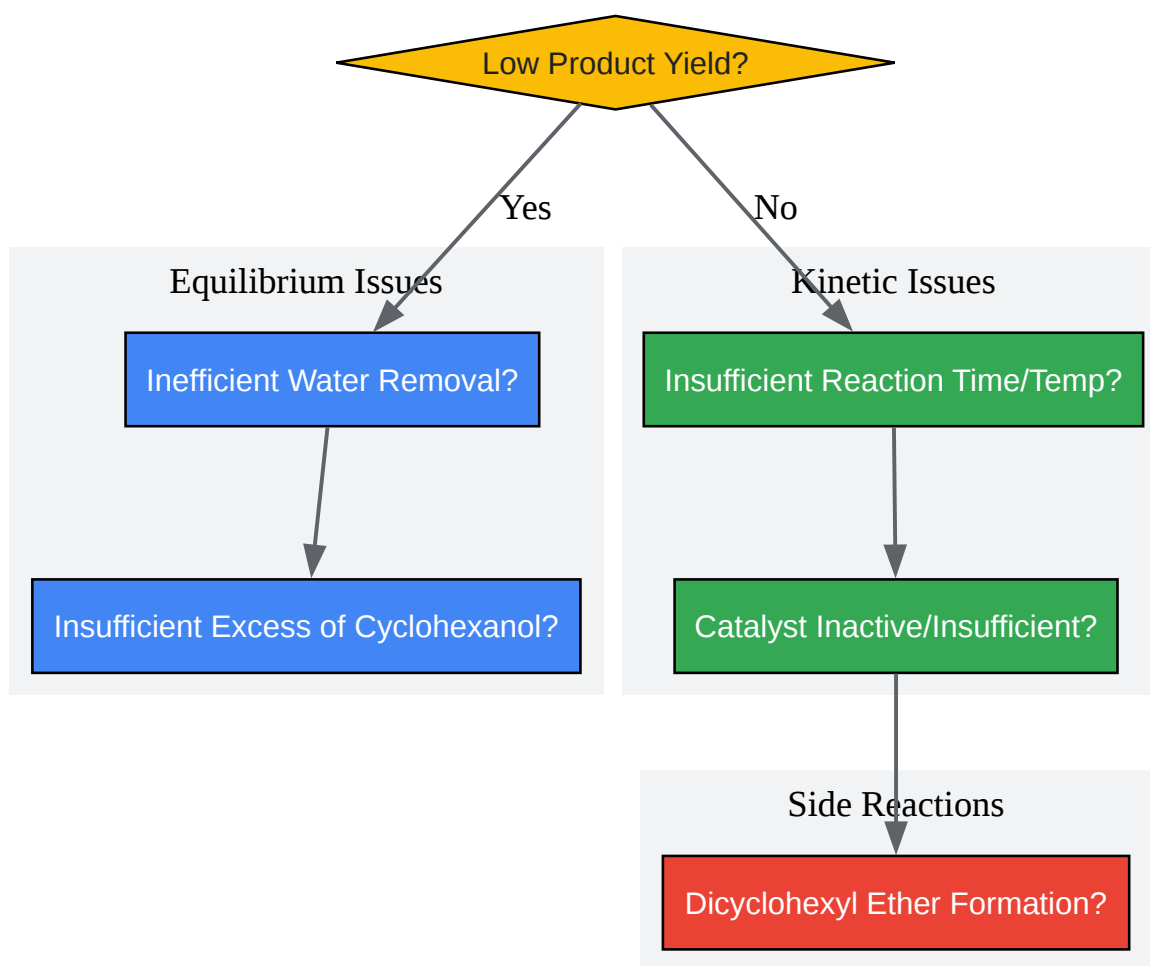 Low Product Yield?
Yes
No
Equilibrium Issues
Kinetic Issues
Inefficient Water Removal?
Insufficient Reaction Time/Temp?
Insufficient Excess of Cyclohexanol?
Catalyst Inactive/Insufficient?
Side Reactions
Dicyclohexyl Ether Formation?